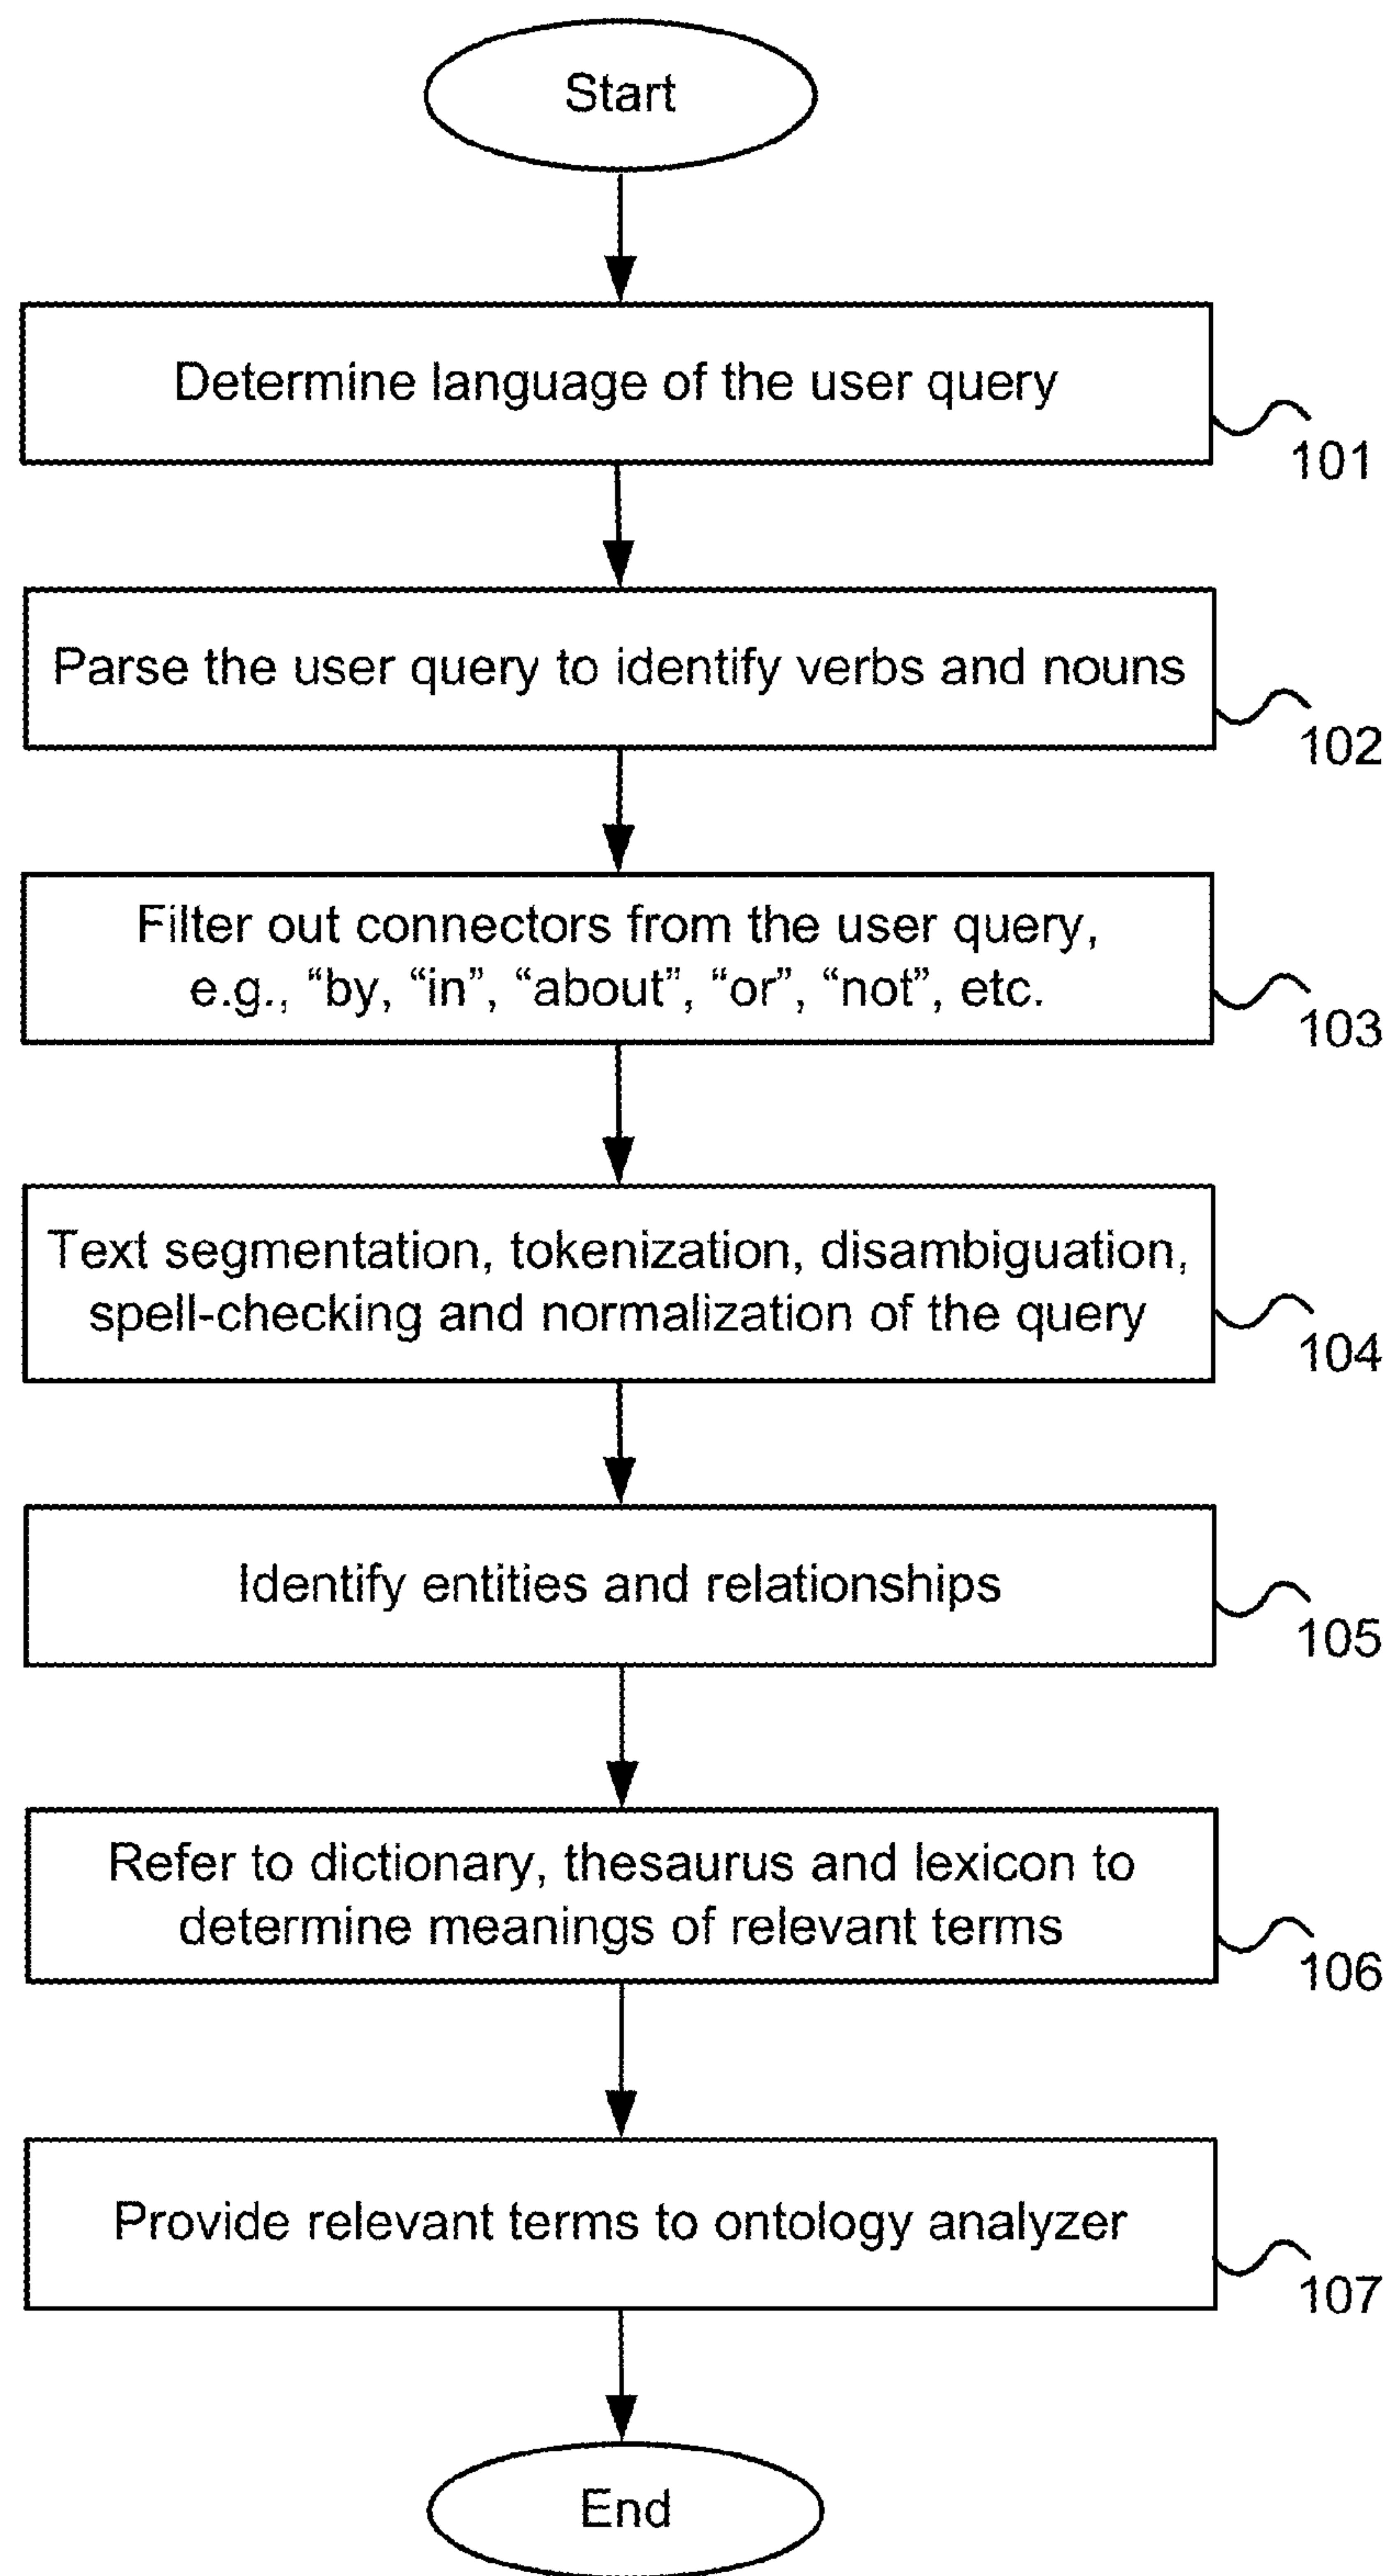 Start
Determine language of the user query
101
Parse the user query to identify verbs and nouns
102
Filter out connectors from the user query,
e.g., “by, “in”, “about”, “or”, “not”, etc.
103
Text segmentation, tokenization, disambiguation,
spell-checking and normalization of the query
104
Identify entities and relationships
105
Refer to dictionary, thesaurus and lexicon to
determine meanings of relevant terms
106
Provide relevant terms to ontology analyzer
107
End